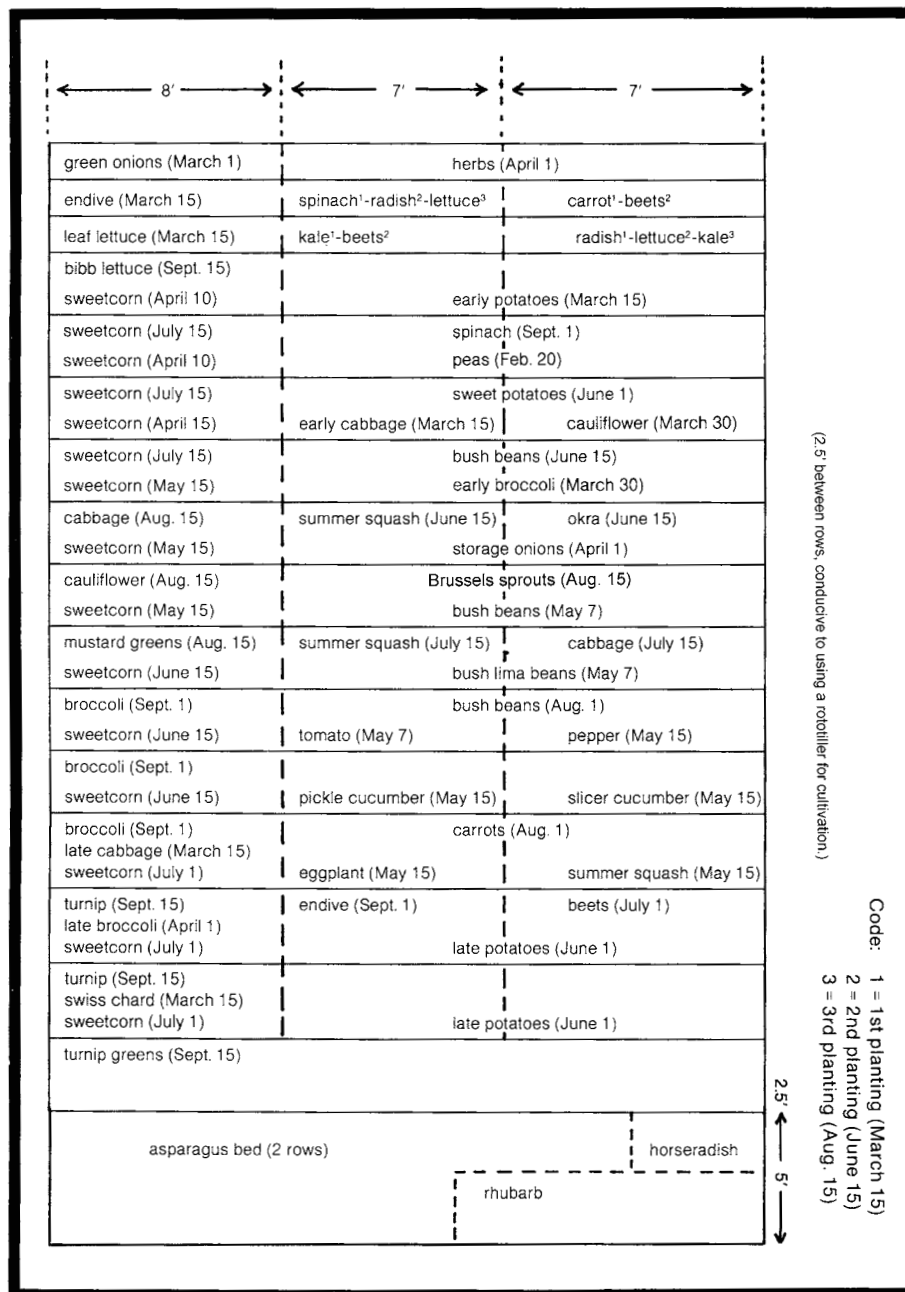 8' 7' 7'
green onions (March 1) herbs (April 1)
endive (March 15) spinach¹-radish²-lettuce³ carrot¹-beets²
leaf lettuce (March 15) kale¹-beets² radish¹-lettuce²-kale³
bibb lettuce (Sept. 15)
sweetcorn (April 10) early potatoes (March 15)
sweetcorn (July 15) spinach (Sept. 1)
sweetcorn (April 10) peas (Feb. 20)
sweetcorn (July 15) sweet potatoes (June 1)
sweetcorn (April 15) early cabbage (March 15) cauliflower (March 30)
sweetcorn (July 15) bush beans (June 15)
sweetcorn (May 15) early broccoli (March 30)
cabbage (Aug. 15) summer squash (June 15) okra (June 15)
sweetcorn (May 15) storage onions (April 1)
cauliflower (Aug. 15) Brussels sprouts (Aug. 15)
sweetcorn (May 15) bush beans (May 7)
mustard greens (Aug. 15) summer squash (July 15) cabbage (July 15)
sweetcorn (June 15) bush lima beans (May 7)
broccoli (Sept. 1) bush beans (Aug. 1)
sweetcorn (June 15) tomato (May 7) pepper (May 15)
broccoli (Sept. 1)
sweetcorn (June 15) pickle cucumber (May 15) slicer cucumber (May 15)
broccoli (Sept. 1) carrots (Aug. 1)
late cabbage (March 15)
sweetcorn (July 1) eggplant (May 15) summer squash (May 15)
turnip (Sept. 15) endive (Sept. 1) beets (July 1)
late broccoli (April 1)
sweetcorn (July 1) late potatoes (June 1)
turnip (Sept. 15)
swiss chard (March 15)
sweetcorn (July 1) late potatoes (June 1)
turnip greens (Sept. 15)
asparagus bed (2 rows) horseradish
rhubarb
2.5' 5'
(2.5' between rows, conducive to using a rototiller for cultivation.)
Code: 1 = 1st planting (March 15)
2 = 2nd planting (June 15)
3 = 3rd planting (Aug. 15)